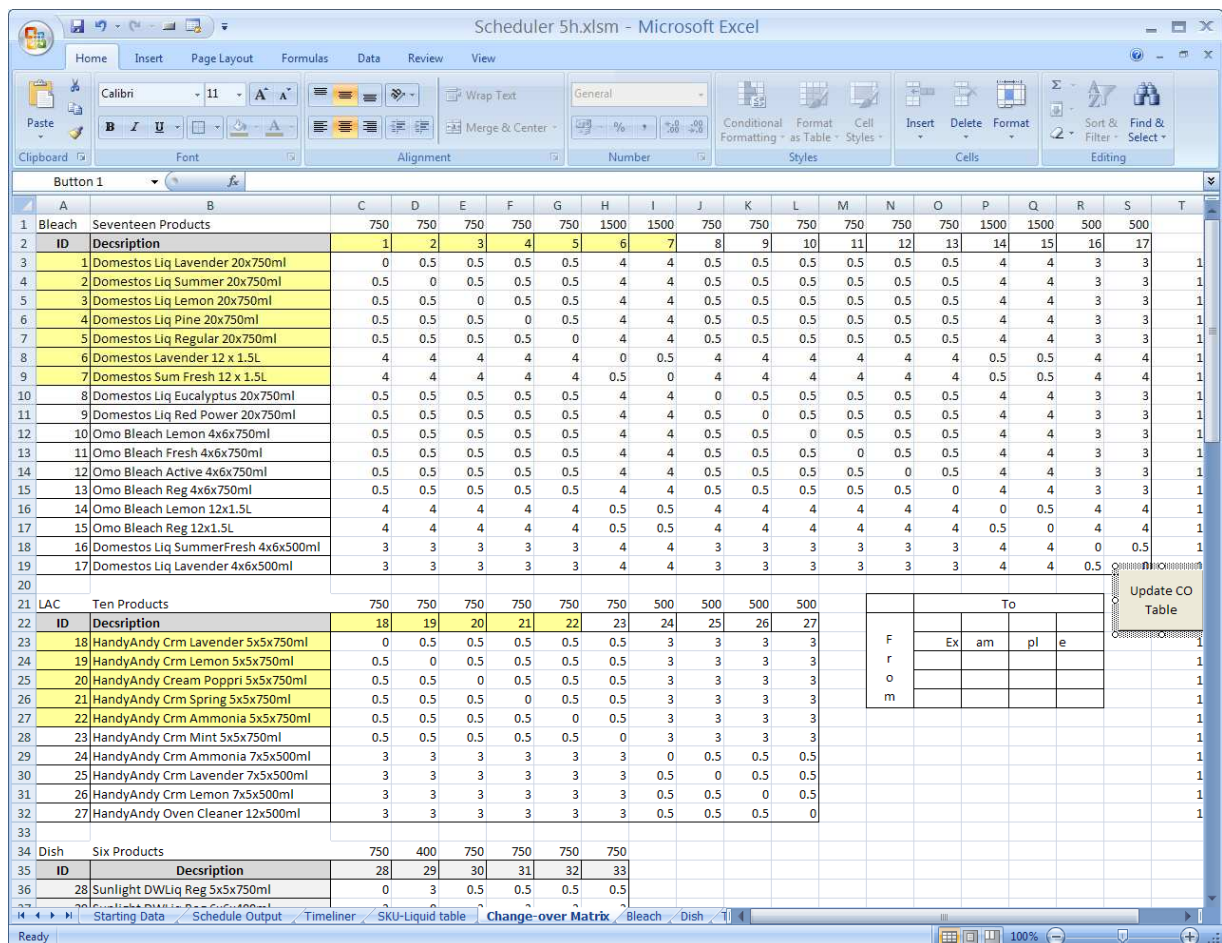 Scheduler 5h.xlsm - Microsoft Excel
Home Insert Page Layout Formulas Data Review View
Calibri 11 A A Wrap Text General
Paste B I U A Merge & Center % , Conditional Formatting Format as Table Cell Styles Insert Delete Format Σ Sort & Filter Find & Select
Clipboard Font Alignment Number Styles Cells Editing
Button 1 fx
A B C D E F G H I J K L M N O P Q R S T
1 Bleach Seventeen Products 750 750 750 750 750 1500 1500 750 750 750 750 750 750 1500 1500 500 500
2 ID Decsription 1 2 3 4 5 6 7 8 9 10 11 12 13 14 15 16 17
3 1 Domestos Liq Lavender 20x750ml 0 0.5 0.5 0.5 0.5 4 4 0.5 0.5 0.5 0.5 0.5 0.5 4 4 3 3 1
4 2 Domestos Liq Summer 20x750ml 0.5 0 0.5 0.5 0.5 4 4 0.5 0.5 0.5 0.5 0.5 0.5 4 4 3 3 1
5 3 Domestos Liq Lemon 20x750ml 0.5 0.5 0 0.5 0.5 4 4 0.5 0.5 0.5 0.5 0.5 0.5 4 4 3 3 1
6 4 Domestos Liq Pine 20x750ml 0.5 0.5 0.5 0 0.5 4 4 0.5 0.5 0.5 0.5 0.5 0.5 4 4 3 3 1
7 5 Domestos Liq Regular 20x750ml 0.5 0.5 0.5 0.5 0 4 4 0.5 0.5 0.5 0.5 0.5 0.5 4 4 3 3 1
8 6 Domestos Lavender 12 x 1.5L 4 4 4 4 4 0 0.5 4 4 4 4 4 4 0.5 0.5 4 4 1
9 7 Domestos Sum Fresh 12 x 1.5L 4 4 4 4 4 0.5 0 4 4 4 4 4 4 0.5 0.5 4 4 1
10 8 Domestos Liq Eucalyptus 20x750ml 0.5 0.5 0.5 0.5 0.5 4 4 0 0.5 0.5 0.5 0.5 0.5 4 4 3 3 1
11 9 Domestos Liq Red Power 20x750ml 0.5 0.5 0.5 0.5 0.5 4 4 0.5 0 0.5 0.5 0.5 0.5 4 4 3 3 1
12 10 Omo Bleach Lemon 4x6x750ml 0.5 0.5 0.5 0.5 0.5 4 4 0.5 0.5 0 0.5 0.5 0.5 4 4 3 3 1
13 11 Omo Bleach Fresh 4x6x750ml 0.5 0.5 0.5 0.5 0.5 4 4 0.5 0.5 0.5 0 0.5 0.5 4 4 3 3 1
14 12 Omo Bleach Active 4x6x750ml 0.5 0.5 0.5 0.5 0.5 4 4 0.5 0.5 0.5 0.5 0 0.5 4 4 3 3 1
15 13 Omo Bleach Reg 4x6x750ml 0.5 0.5 0.5 0.5 0.5 4 4 0.5 0.5 0.5 0.5 0.5 0 4 4 3 3 1
16 14 Omo Bleach Lemon 12x1.5L 4 4 4 4 4 0.5 0.5 4 4 4 4 4 4 0 0.5 4 4 1
17 15 Omo Bleach Reg 12x1.5L 4 4 4 4 4 0.5 0.5 4 4 4 4 4 4 0.5 0 4 4 1
18 16 Domestos Liq SummerFresh 4x6x500ml 3 3 3 3 3 4 4 3 3 3 3 3 3 4 4 0 0.5 1
19 17 Domestos Liq Lavender 4x6x500ml 3 3 3 3 3 4 4 3 3 3 3 3 3 4 4 0.5
20 Update CO Table
21 LAC Ten Products 750 750 750 750 750 750 500 500 500 500 To
22 ID Decsription 18 19 20 21 22 23 24 25 26 27
23 18 HandyAndy Crm Lavender 5x5x750ml 0 0.5 0.5 0.5 0.5 0.5 3 3 3 3 F Ex am pl e 1
24 19 HandyAndy Crm Lemon 5x5x750ml 0.5 0 0.5 0.5 0.5 0.5 3 3 3 3 r 1
25 20 HandyAndy Cream Poppri 5x5x750ml 0.5 0.5 0 0.5 0.5 0.5 3 3 3 3 o 1
26 21 HandyAndy Crm Spring 5x5x750ml 0.5 0.5 0.5 0 0.5 0.5 3 3 3 3 m 1
27 22 HandyAndy Crm Ammonia 5x5x750ml 0.5 0.5 0.5 0.5 0 0.5 3 3 3 3 1
28 23 HandyAndy Crm Mint 5x5x750ml 0.5 0.5 0.5 0.5 0.5 0 3 3 3 3 1
29 24 HandyAndy Crm Ammonia 7x5x500ml 3 3 3 3 3 3 0 0.5 0.5 0.5 1
30 25 HandyAndy Crm Lavender 7x5x500ml 3 3 3 3 3 3 0.5 0 0.5 0.5 1
31 26 HandyAndy Crm Lemon 7x5x500ml 3 3 3 3 3 3 0.5 0.5 0 0.5 1
32 27 HandyAndy Oven Cleaner 12x500ml 3 3 3 3 3 3 0.5 0.5 0.5 0 1
33
34 Dish Six Products 750 400 750 750 750 750
35 ID Decsription 28 29 30 31 32 33
36 28 Sunlight DWLiq Reg 5x5x750ml 0 3 0.5 0.5 0.5 0.5
Starting Data Schedule Output Timeliner SKU-Liquid table Change-over Matrix Bleach Dish
Ready 100%